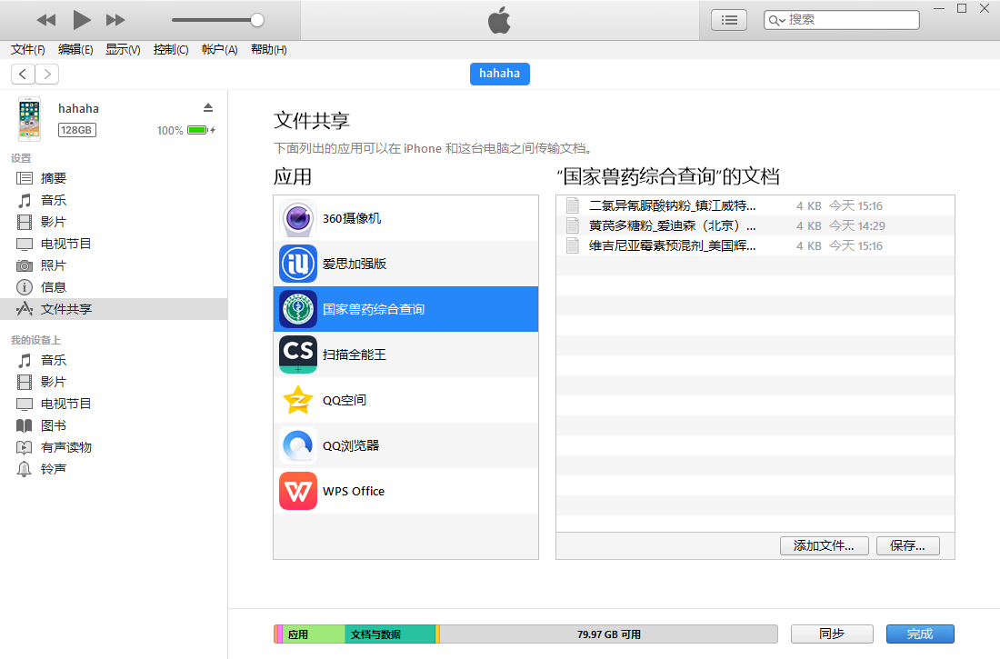 搜索
文件(F) 编辑(E) 显示(V) 控制(C) 帐户(A) 帮助(H)
hahaha
hahaha
128GB 100%
设置
摘要
音乐
影片
电视节目
照片
信息
文件共享
我的设备上
音乐
影片
电视节目
图书
有声读物
铃声
文件共享
下面列出的应用可以在 iPhone 和这台电脑之间传输文档。
应用
360摄像机
爱思加强版
国家兽药综合查询
CS
扫描全能王
QQ空间
QQ浏览器
WPS Office
“国家兽药综合查询”的文档
二氯异氰脲酸钠粉_镇江威特... 4 KB 今天 15:16
黄芪多糖粉_爱迪森（北京）... 4 KB 今天 14:29
维吉尼亚霉素预混剂_美国辉... 4 KB 今天 15:16
添加文件... 保存...
应用 文档与数据 79.97 GB 可用 同步 完成